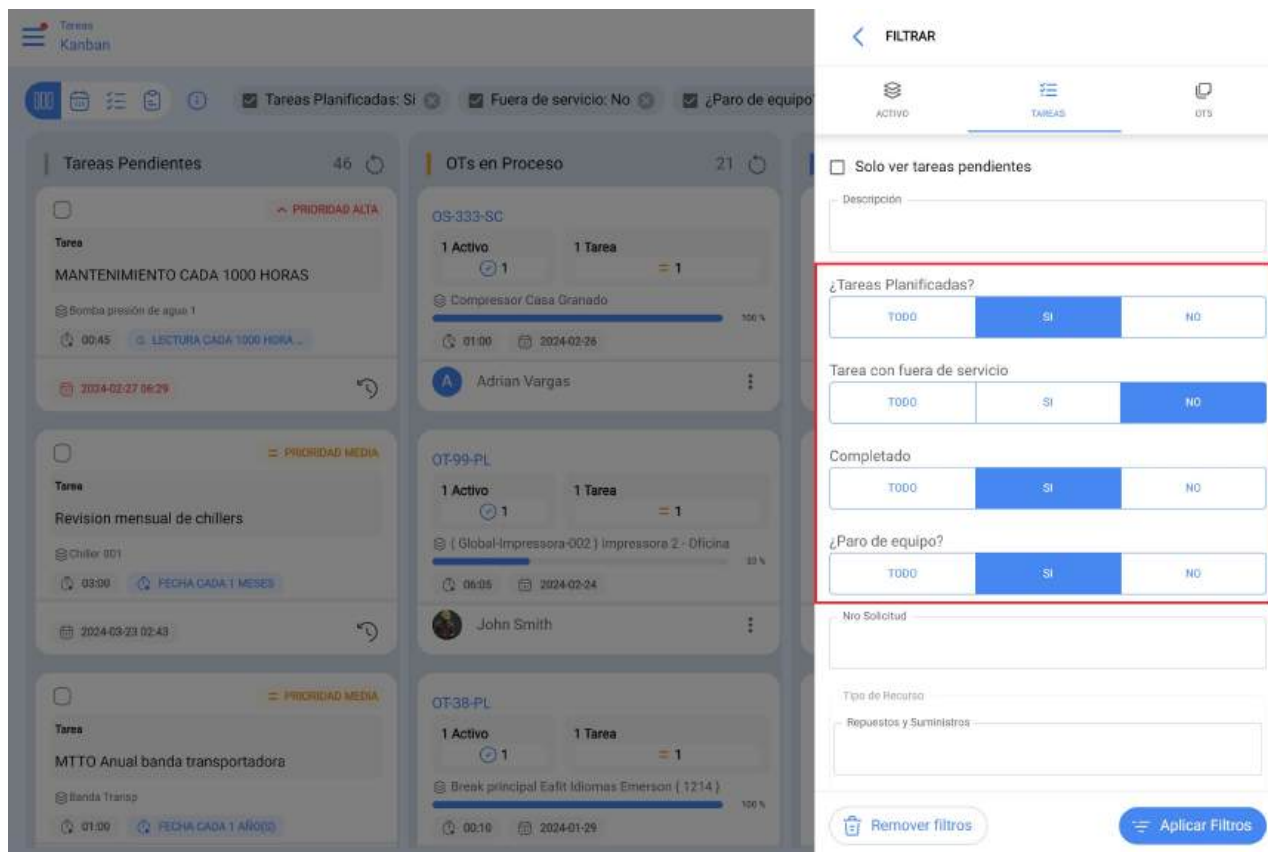 Tareas
Kanban
Tareas Planificadas: Si
Fuera de servicio: No
¿Paro de equipo?
Tareas Pendientes 46
PRIORIDAD ALTA
Tarea
MANTENIMIENTO CADA 1000 HORAS
Bomba presión de agua 1
00:45 LECTURA CADA 1000 HORA ...
2024-02-27 06:29
PRIORIDAD MEDIA
Tarea
Revision mensual de chillers
Chiller 001
03:00 FECHA CADA 1 MESES
2024-03-23 02:43
PRIORIDAD MEDIA
Tarea
MTTO Anual banda transportadora
Banda Transp
01:00 FECHA CADA 1 AÑO(S)
OTs en Proceso 21
OS-333-SC
1 Activo 1 Tarea
1 1
Compressor Casa Granado
100 %
01:00 2024-02-26
A Adrian Vargas
OT-99-PL
1 Activo 1 Tarea
1 1
( Global-Impressora-002 ) Impressora 2 - Oficina
33 %
06:05 2024-02-24
John Smith
OT-38-PL
1 Activo 1 Tarea
1 1
Break principal Eafit Idiomas Emerson ( 1214 )
100 %
00:10 2024-01-29
FILTRAR
ACTIVO TAREAS OTS
Solo ver tareas pendientes
Descripción
¿Tareas Planificadas?
TODO SI NO
Tarea con fuera de servicio
TODO SI NO
Completado
TODO SI NO
¿Paro de equipo?
TODO SI NO
Nro Solicitud
Tipo de Recurso
Repuestos y Suministros
Remover filtros Aplicar Filtros